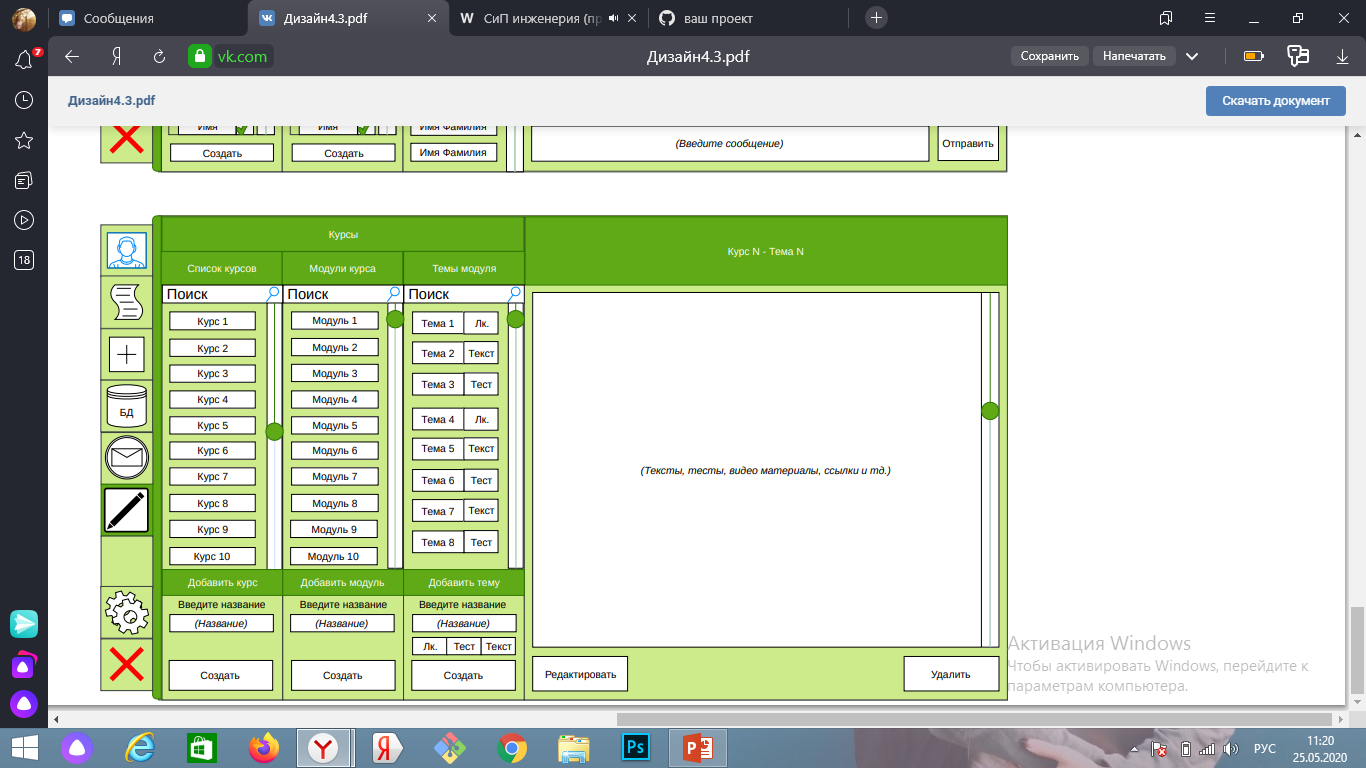 Сообщения
Дизайн4.3.pdf
СиП инженерия (пр
ваш проект
7
vk.com
Дизайн4.3.pdf
Сохранить
Напечатать
Дизайн4.3.pdf
Скачать документ
18
Имя
Имя
Имя Фамилия
Создать
Создать
Имя Фамилия
(Введите сообщение)
Отправить
Курсы
Курс N - Тема N
Список курсов
Модули курса
Темы модуля
Поиск
Поиск
Поиск
Курс 1
Модуль 1
Тема 1
Лк.
Курс 2
Модуль 2
Тема 2
Текст
Курс 3
Модуль 3
Тема 3
Тест
Курс 4
Модуль 4
Тема 4
Лк.
БД
Курс 5
Модуль 5
Тема 5
Текст
Курс 6
Модуль 6
Тема 6
Тест
Курс 7
Модуль 7
Тема 7
Текст
Курс 8
Модуль 8
Тема 8
Тест
Курс 9
Модуль 9
Курс 10
Модуль 10
(Тексты, тесты, видео материалы, ссылки и тд.)
Добавить курс
Добавить модуль
Добавить тему
Введите название
Введите название
Введите название
(Название)
(Название)
(Название)
Лк.
Тест
Текст
Создать
Создать
Создать
Редактировать
Удалить
Активация Windows
Чтобы активировать Windows, перейдите к
параметрам компьютера.
РУС
11:20
25.05.2020